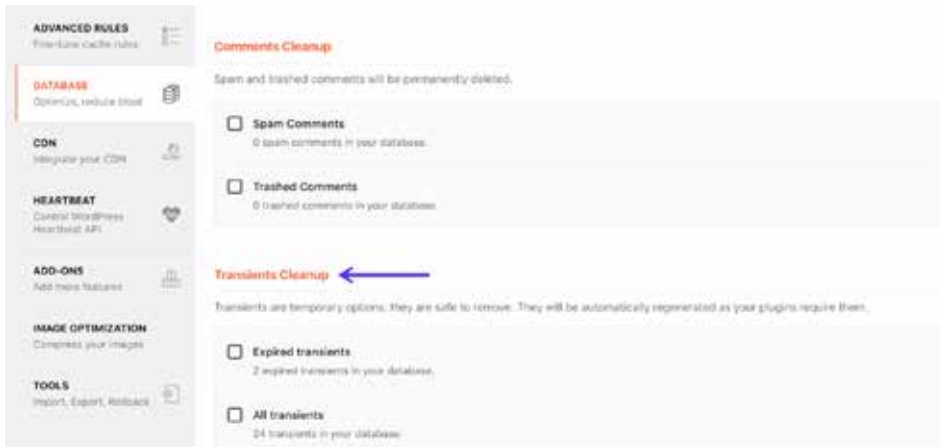 ADVANCED RULES
Fine-tune cache rules
DATABASE
Optimize, reduce bloat
CDN
Integrate your CDN
HEARTBEAT
Control WordPress
Heartbeat API
ADD-ONS
Add more features
IMAGE OPTIMIZATION
Compress your images
TOOLS
Import, Export, Rollback
Comments Cleanup
Spam and trashed comments will be permanently deleted.
Spam Comments
0 spam comments in your database.
Trashed Comments
0 trashed comments in your database.
Transients Cleanup
Transients are temporary options; they are safe to remove. They will be automatically regenerated as your plugins require them.
Expired transients
2 expired transients in your database.
All transients
24 transients in your database.